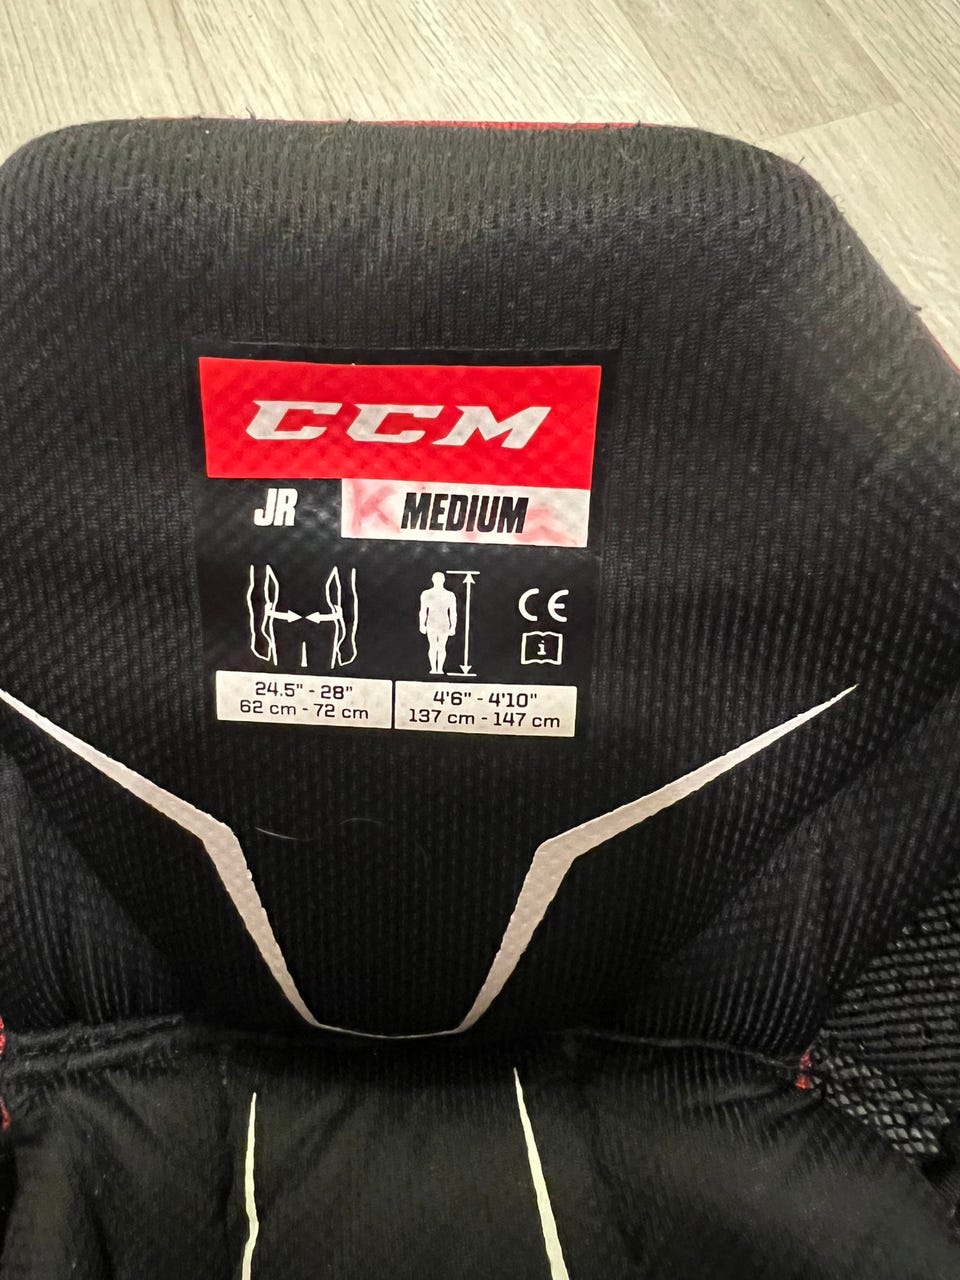 CCM
JR MEDIUM
CE
i
24.5" - 28"
62 cm - 72 cm
4'6" - 4'10"
137 cm - 147 cm